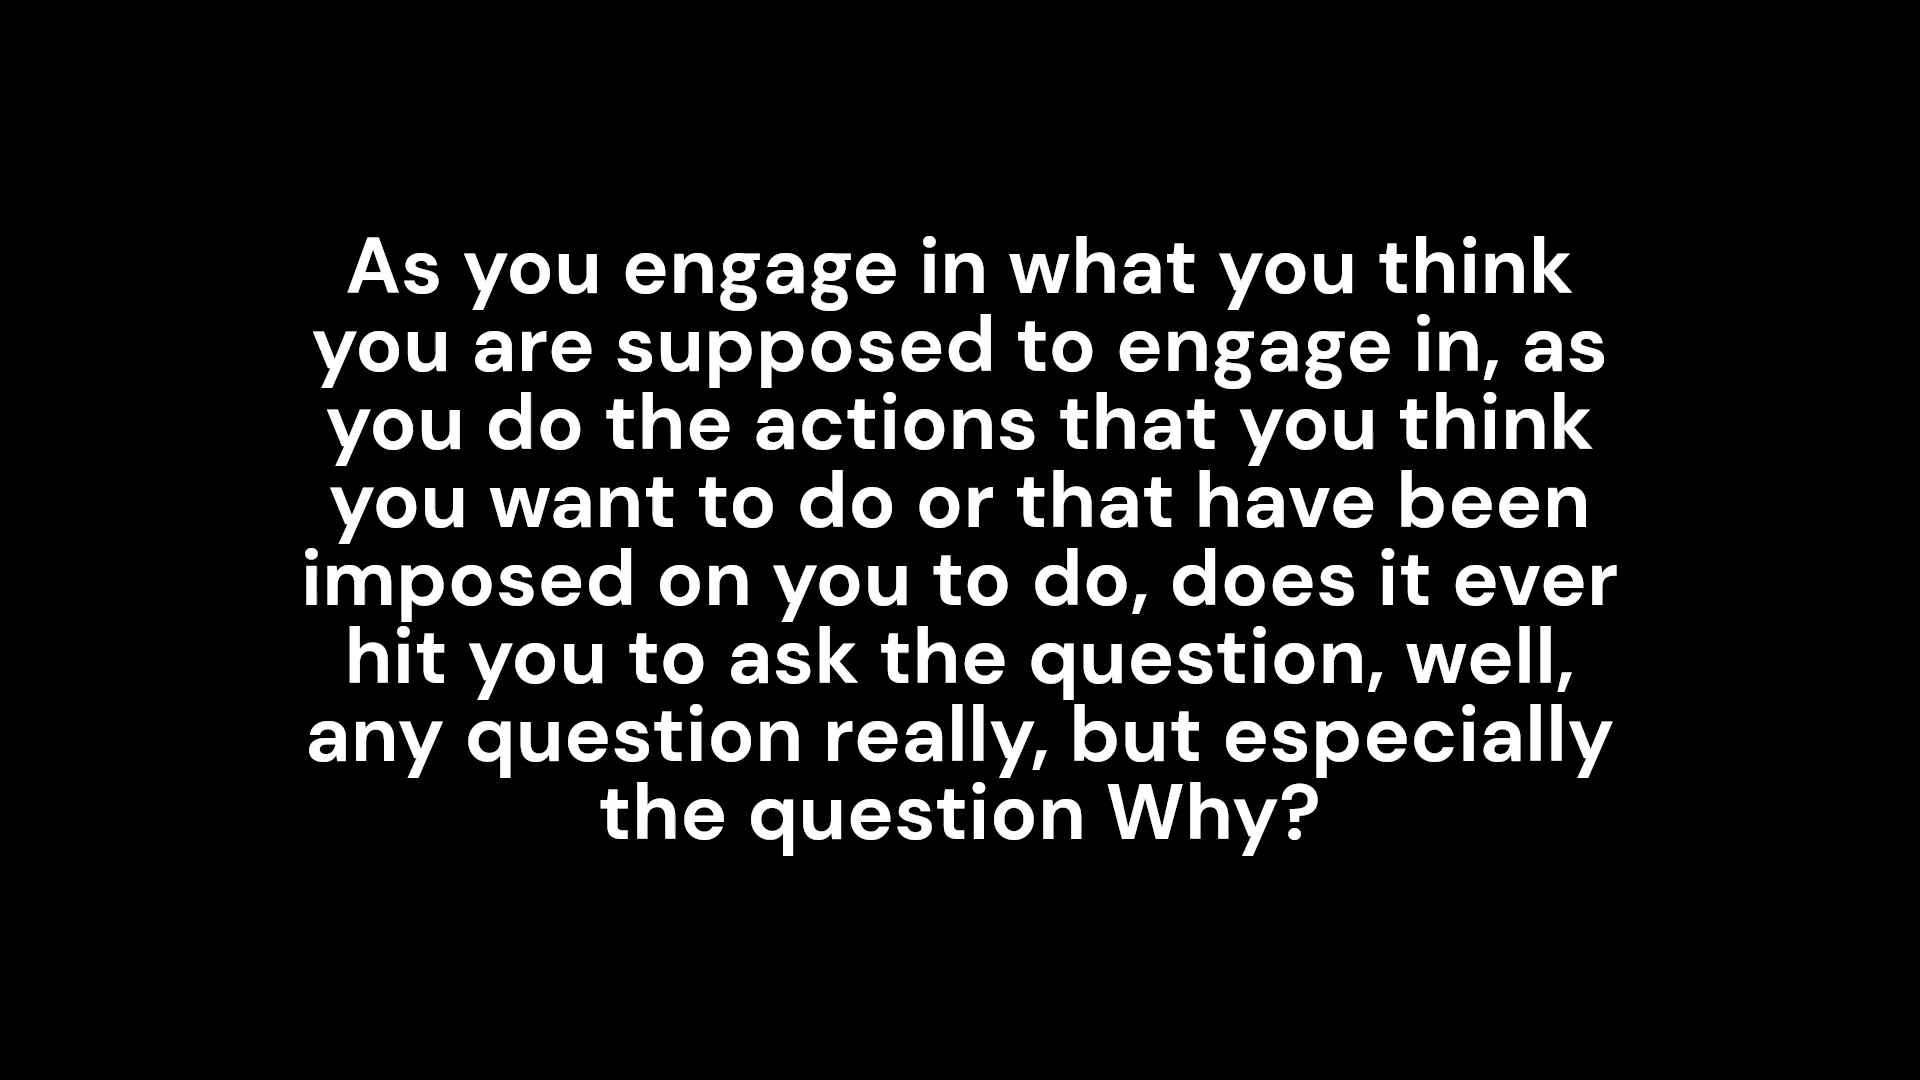 As you engage in what you think
you are supposed to engage in, as
you do the actions that you think
you want to do or that have been
imposed on you to do, does it ever
hit you to ask the question, well,
any question really, but especially
the question Why?